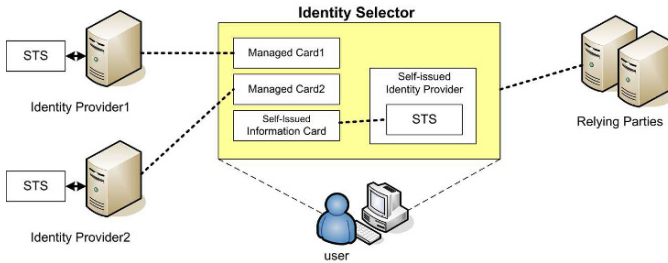 Identity Selector
STS
Identity Provider1
STS
Identity Provider2
Managed Card1
Managed Card2
Self-Issued
Information Card
Self-issued
Identity Provider
STS
Relying Parties
user